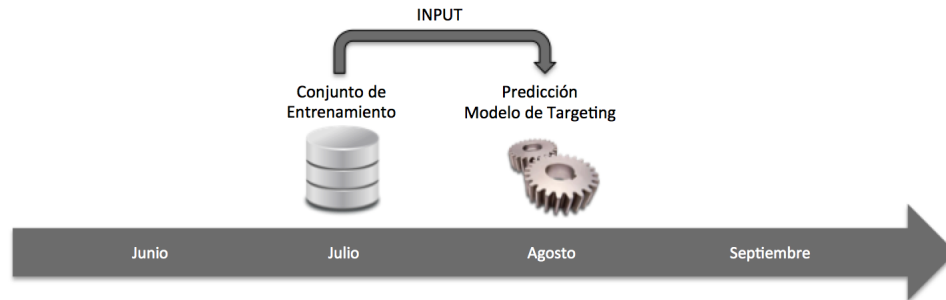 INPUT
Conjunto de
Entrenamiento
Predicción
Modelo de Targeting
Junio
Julio
Agosto
Septiembre